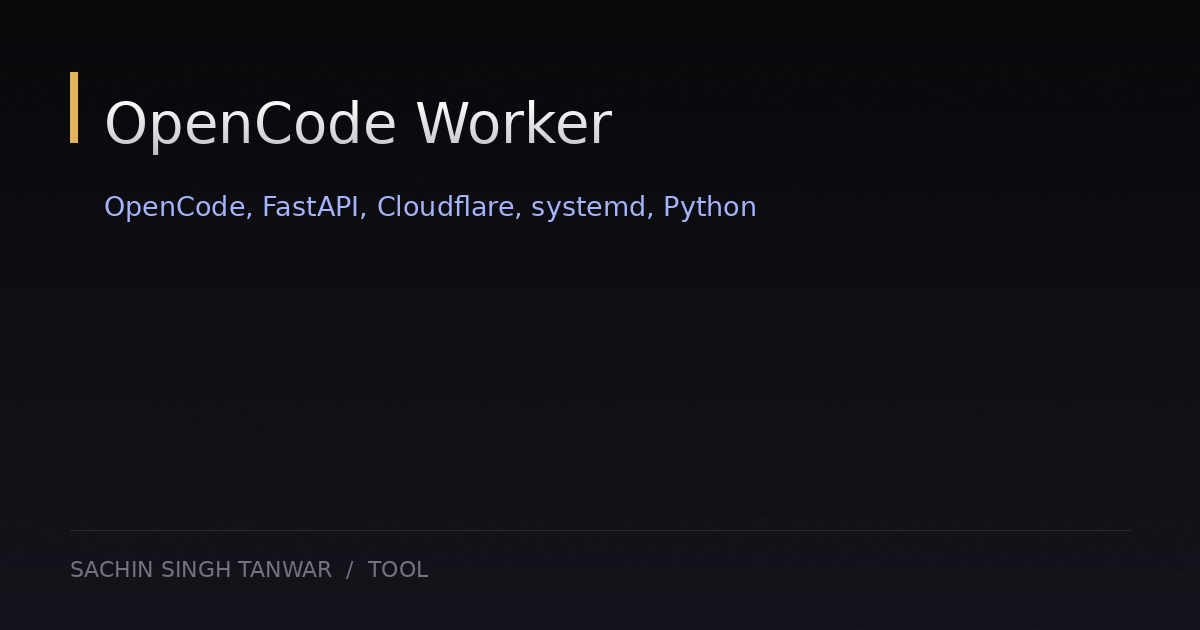 OpenCode Worker
OpenCode, FastAPI, Cloudflare, systemd, Python
SACHIN SINGH TANWAR / TOOL